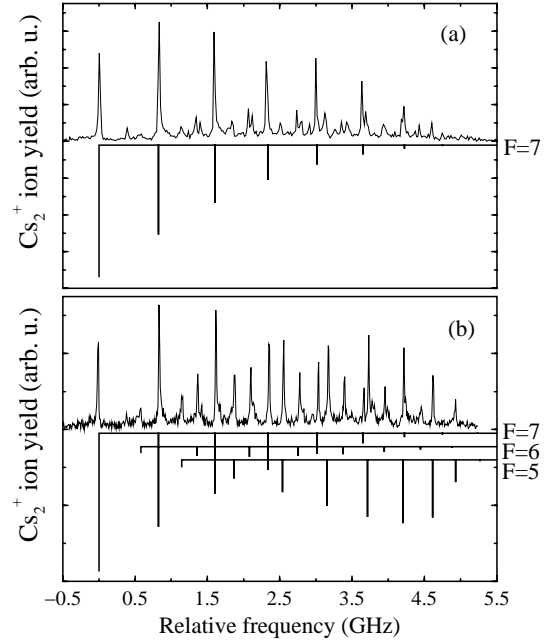 (a)
Cs₂⁺ ion yield (arb. u.)
F=7
(b)
Cs₂⁺ ion yield (arb. u.)
F=7
F=6
F=5
−0.5 0.5 1.5 2.5 3.5 4.5 5.5
Relative frequency (GHz)